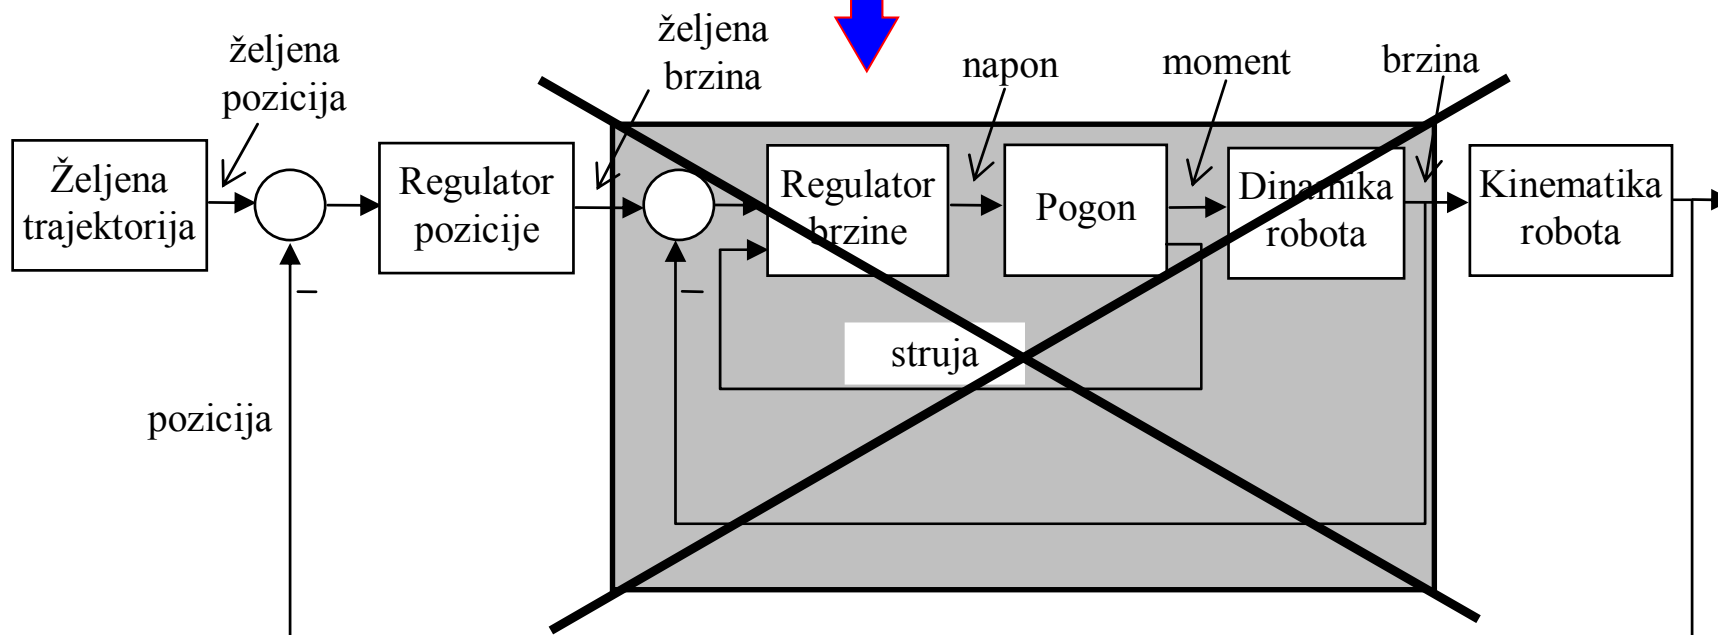 željena
pozicija
željena
brzina
napon
moment
brzina
Željena
trajektorija
Regulator
pozicije
Regulator
brzine
Pogon
Dinamika
robota
Kinematika
robota
–
–
struja
pozicija